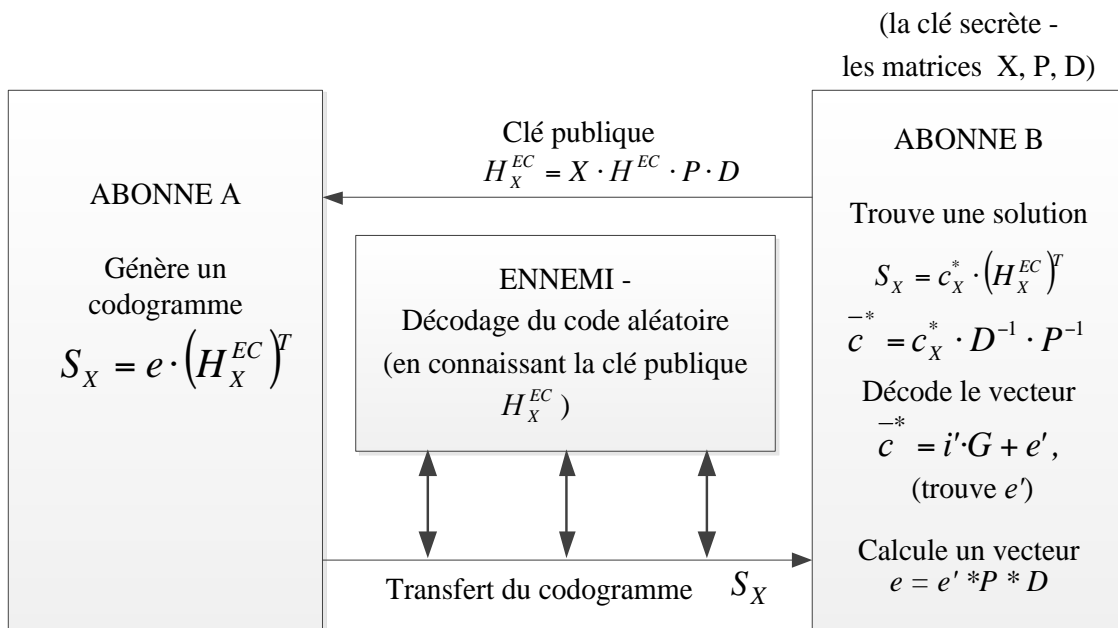 (la clé secrète -
les matrices X, P, D)
Clé publique
H_X^{EC} = X · H^{EC} · P · D
ABONNE A
Génère un
codogramme
S_X = e · (H_X^{EC})^T
ENNEMI -
Décodage du code aléatoire
(en connaissant la clé publique
H_X^{EC} )
Transfert du codogramme S_X
ABONNE B
Trouve une solution
S_X = c_X^* · (H_X^{EC})^T
c̄^* = c_X^* · D^{-1} · P^{-1}
Décode le vecteur
c̄^* = i'·G + e',
(trouve e')
Calcule un vecteur
e = e' *P * D